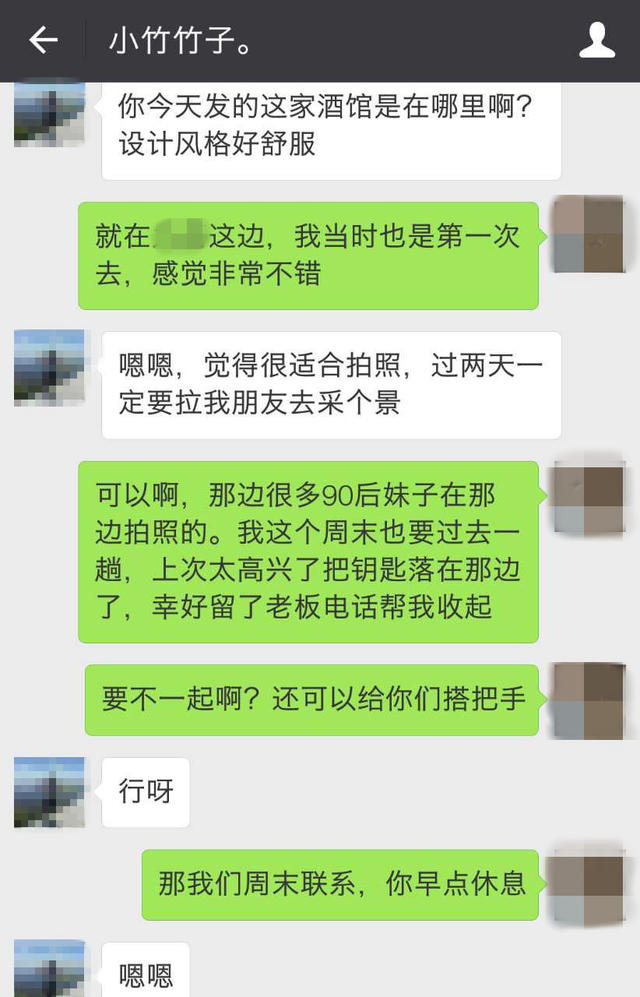 小竹竹子。
你今天发的这家酒馆是在哪里啊?
设计风格好舒服
就在 这边，我当时也是第一次
去，感觉非常不错
嗯嗯，觉得很适合拍照，过两天一
定要拉我朋友去采个景
可以啊，那边很多90后妹子在那
边拍照的。我这个周末也要过去一
趟，上次太高兴了把钥匙落在那边
了，幸好留了老板电话帮我收起
要不一起啊？还可以给你们搭把手
行呀
那我们周末联系，你早点休息
嗯嗯